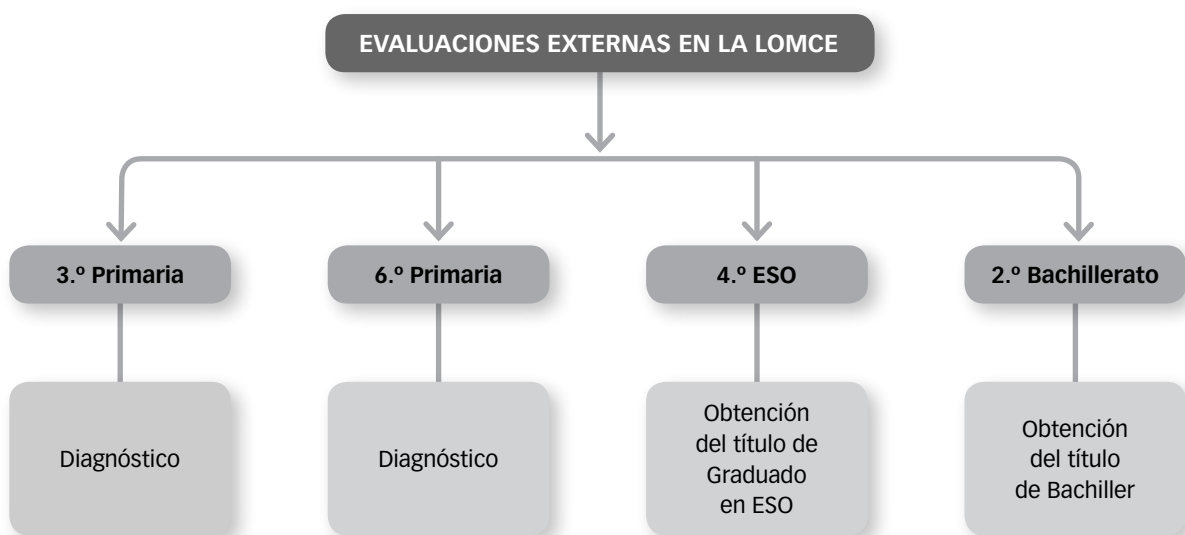 EVALUACIONES EXTERNAS EN LA LOMCE
3.º Primaria
6.º Primaria
4.º ESO
2.º Bachillerato
Diagnóstico
Diagnóstico
Obtención
del título de
Graduado
en ESO
Obtención
del título
de Bachiller